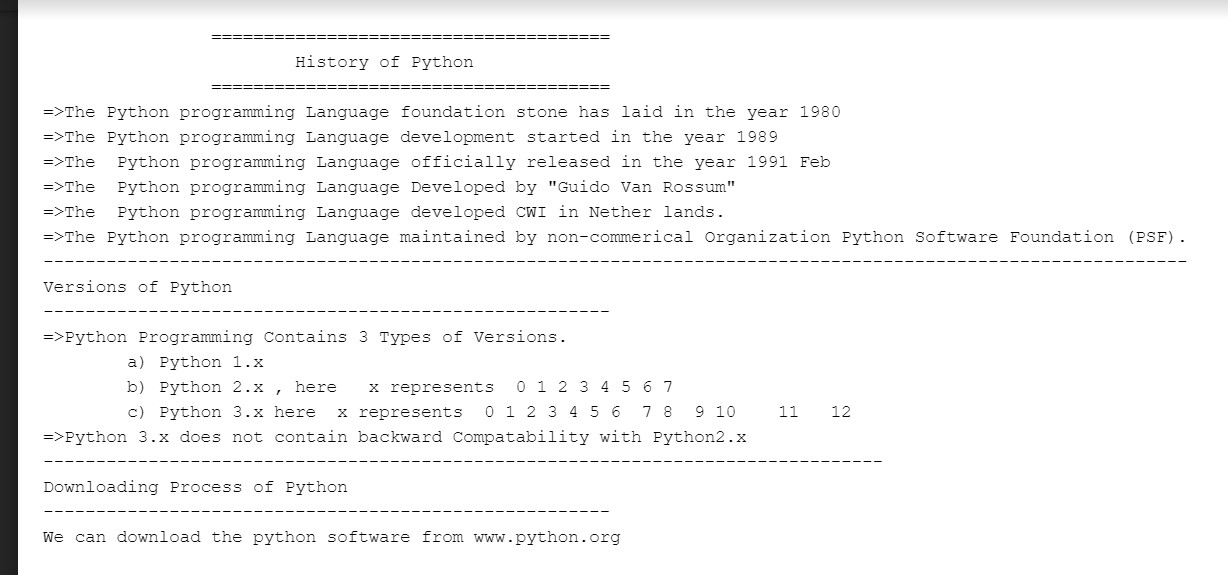 ======================================
History of Python
======================================
=>The Python programming Language foundation stone has laid in the year 1980
=>The Python programming Language development started in the year 1989
=>The  Python programming Language officially released in the year 1991 Feb
=>The  Python programming Language Developed by "Guido Van Rossum"
=>The  Python programming Language developed CWI in Nether lands.
=>The Python programming Language maintained by non-commerical Organization Python Software Foundation (PSF).
-------------------------------------------------------------------------------------------------------------
Versions of Python
------------------------------------------------------
=>Python Programming Contains 3 Types of Versions.
a) Python 1.x
b) Python 2.x , here   x represents  0 1 2 3 4 5 6 7
c) Python 3.x here  x represents  0 1 2 3 4 5 6  7 8  9 10    11   12
=>Python 3.x does not contain backward Compatability with Python2.x
--------------------------------------------------------------------------------
Downloading Process of Python
------------------------------------------------------
We can download the python software from www.python.org